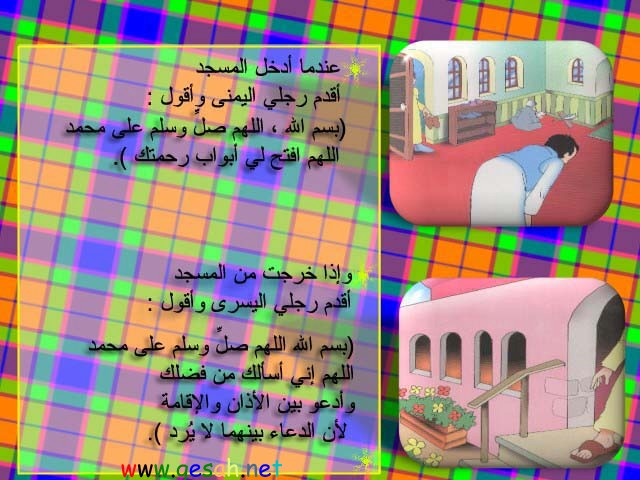 عندما أدخل المسجد
أقدم رجلي اليمنى وأقول :
(بسم الله ، اللهم صلِّ وسلم على محمد
اللهم افتح لي أبواب رحمتك ).
وإذا خرجت من المسجد
أقدم رجلي اليسرى وأقول :
(بسم الله اللهم صلِّ وسلم على محمد
اللهم إني أسألك من فضلك
وأدعو بين الأذان والإقامة
لأن الدعاء بينهما لا يُرد ).
www.gesah.net